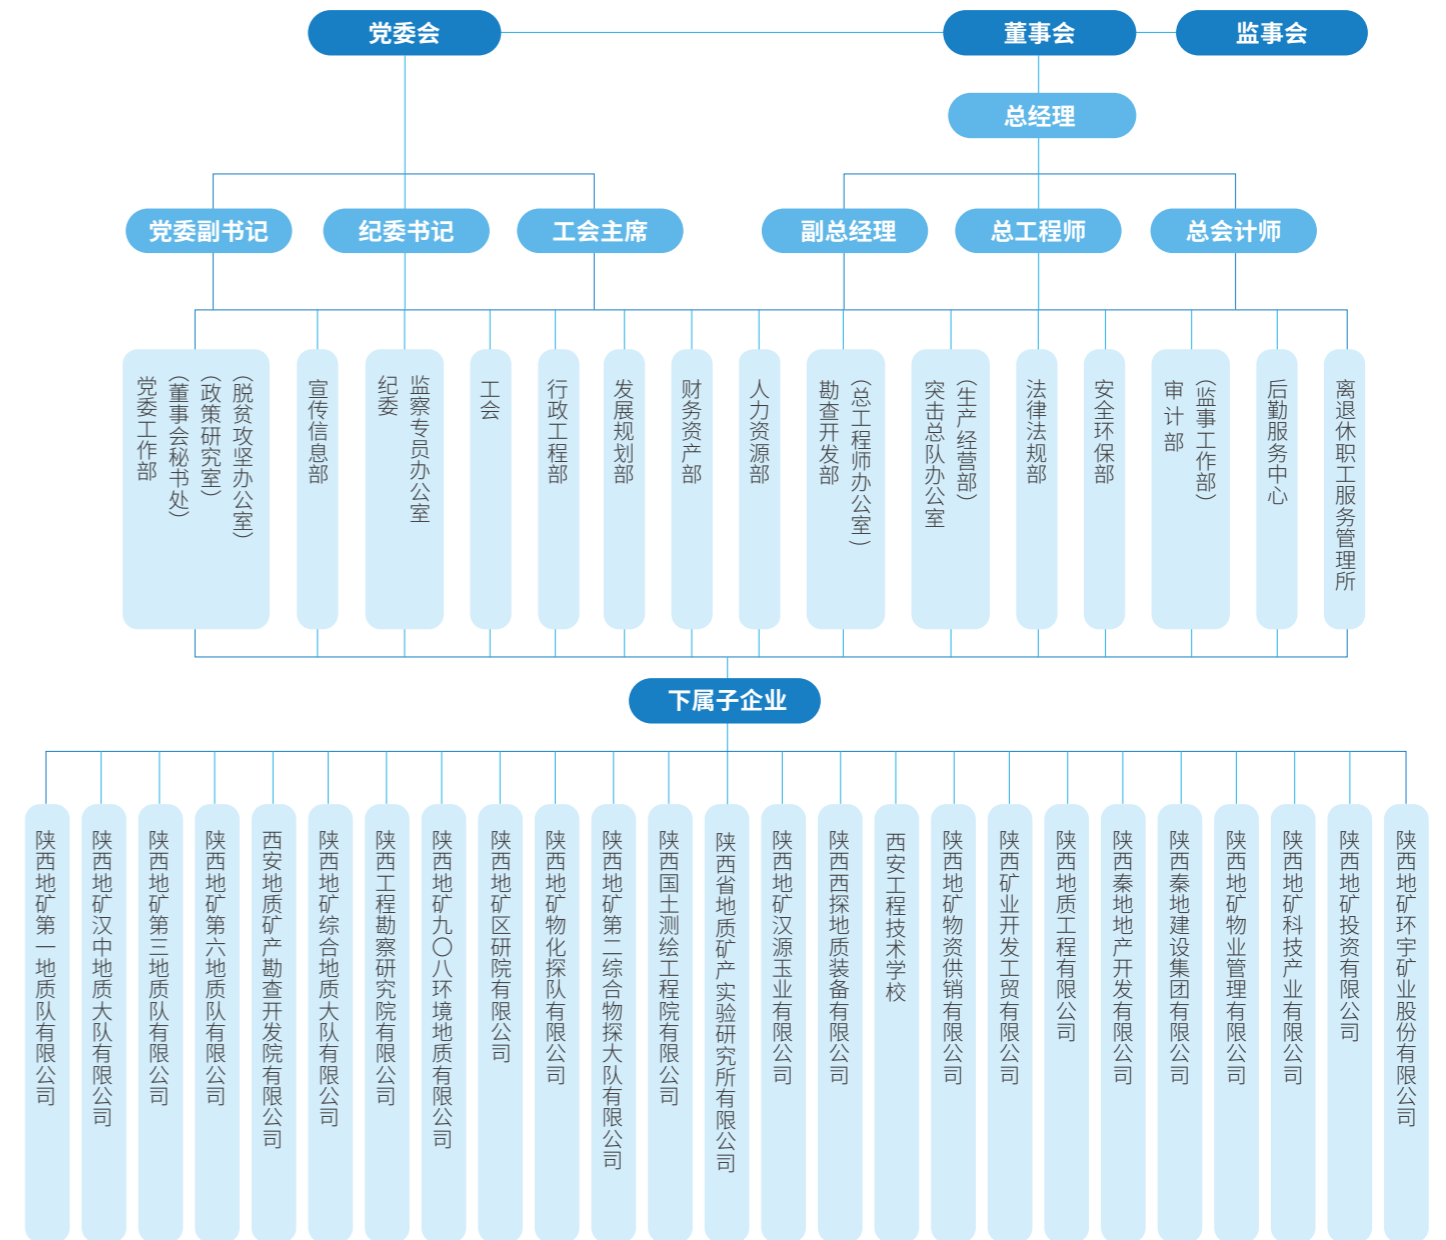 党委会
董事会
监事会
总经理
党委副书记
纪委书记
工会主席
副总经理
总工程师
总会计师
党委工作部
（董事会秘书处）
（政策研究室）
（脱贫攻坚办公室）
宣传信息部
纪委
监察专员办公室
工会
行政工程部
发展规划部
财务资产部
人力资源部
勘查开发部
（总工程师办公室）
突击总队办公室
（生产经营部）
法律法规部
安全环保部
审计部
（监事工作部）
后勤服务中心
离退休职工服务管理所
下属子企业
陕西地矿第一地质队有限公司
陕西地矿汉中地质大队有限公司
陕西地矿第三地质队有限公司
陕西地矿第六地质队有限公司
西安地质矿产勘查开发院有限公司
陕西地矿综合地质大队有限公司
陕西工程勘察研究院有限公司
陕西地矿九〇八环境地质有限公司
陕西地矿区研院有限公司
陕西地矿物化探队有限公司
陕西地矿第二综合物探大队有限公司
陕西国土测绘工程院有限公司
陕西省地质矿产实验研究所有限公司
陕西地矿汉源玉业有限公司
陕西西探地质装备有限公司
西安工程技术学校
陕西地矿物资供销有限公司
陕西矿业开发工贸有限公司
陕西地质工程有限公司
陕西秦地地产开发有限公司
陕西秦地建设集团有限公司
陕西地矿物业管理有限公司
陕西地矿科技产业有限公司
陕西地矿投资有限公司
陕西地矿环宇矿业股份有限公司